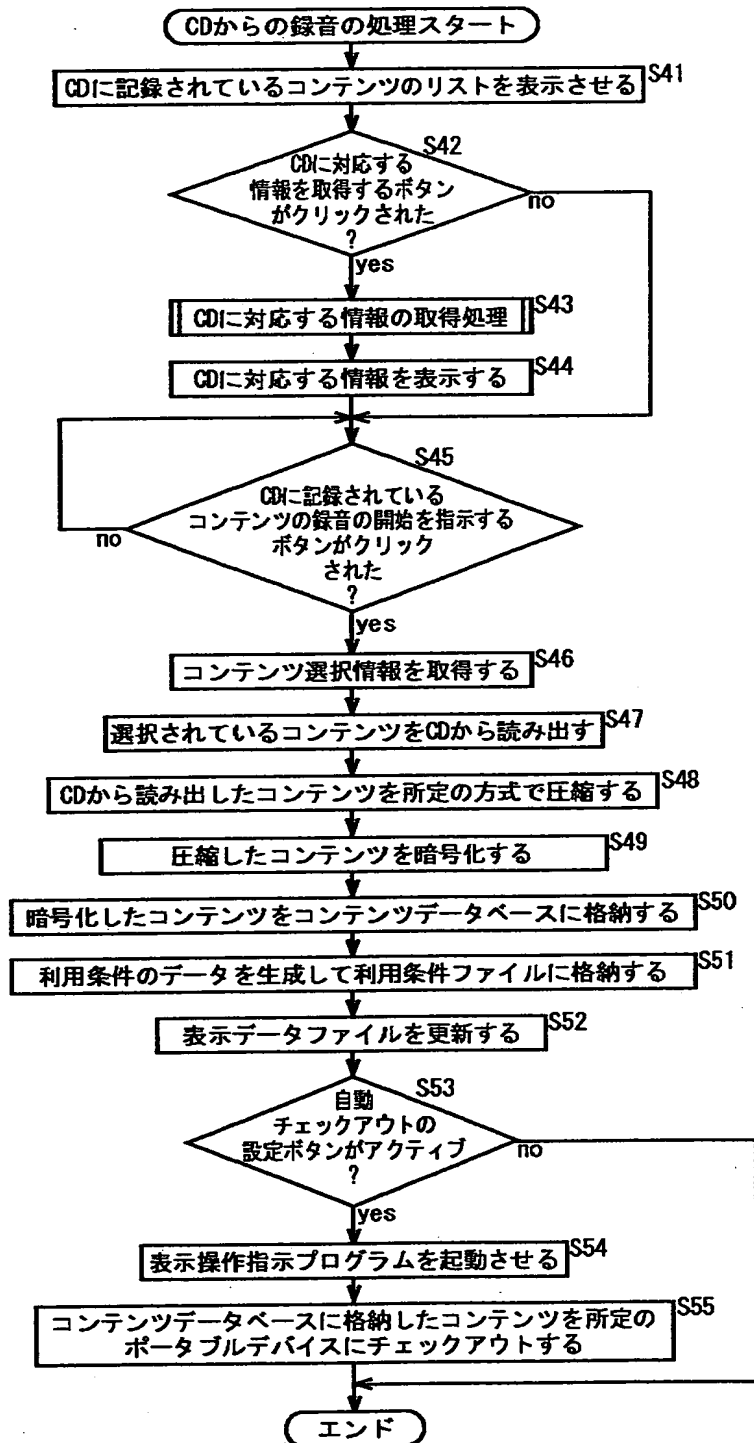 CDからの録音の処理スタート
CDに記録されているコンテンツのリストを表示させる
S41
S42
CDに対応する
情報を取得するボタン
がクリックされた
?
no
yes
CDに対応する情報の取得処理
S43
CDに対応する情報を表示する
S44
S45
CDに記録されている
コンテンツの録音の開始を指示する
ボタンがクリック
された
?
no
yes
コンテンツ選択情報を取得する
S46
選択されているコンテンツをCDから読み出す
S47
CDから読み出したコンテンツを所定の方式で圧縮する
S48
圧縮したコンテンツを暗号化する
S49
暗号化したコンテンツをコンテンツデータベースに格納する
S50
利用条件のデータを生成して利用条件ファイルに格納する
S51
表示データファイルを更新する
S52
S53
自動
チェックアウトの
設定ボタンがアクティブ
?
no
yes
表示操作指示プログラムを起動させる
S54
コンテンツデータベースに格納したコンテンツを所定の
ポータブルデバイスにチェックアウトする
S55
エンド